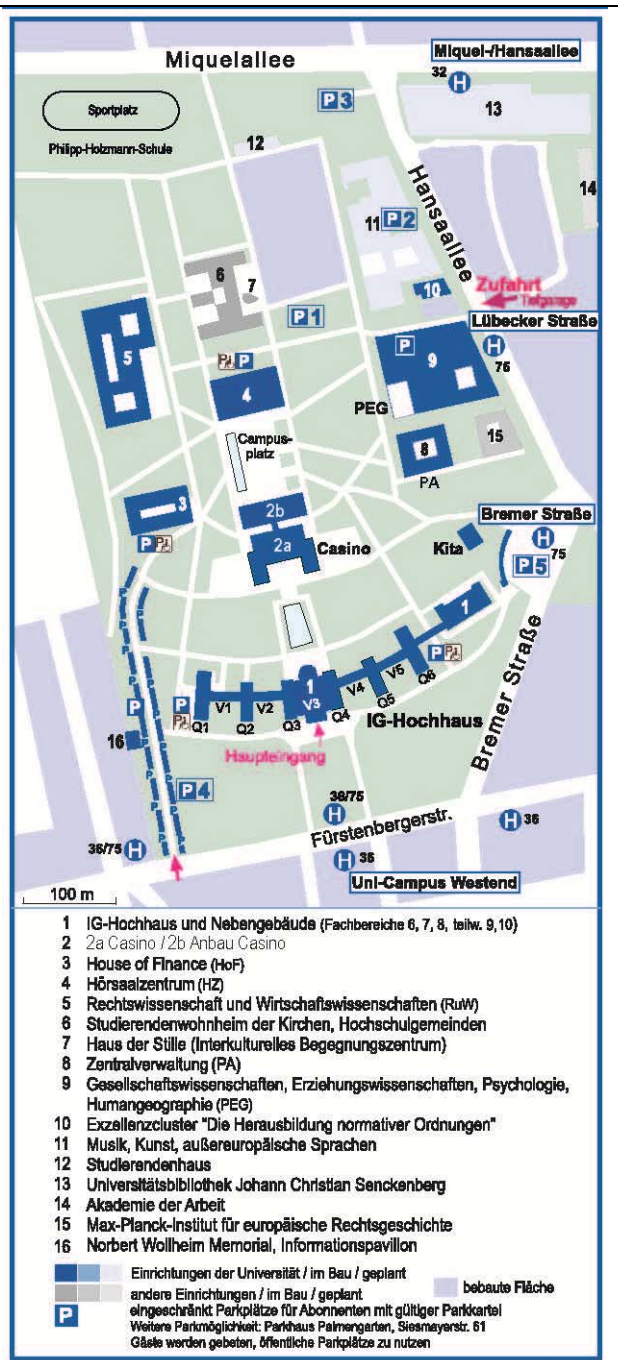 Miquelallee
Miquel-/Hansaallee
32 H
P 3
13
Sportplatz
Philipp-Holzmann-Schule
12
14
Hansaallee
11 P 2
6
7
10
Zufahrt
Tiefgarage
P 1
Lübecker Straße
5
P
9
H
75
P
4
PEG
15
8
Campus-
platz
PA
3
2b
Bremer Straße
2a
Casino
Kita
H
75
P
P 5
1
Bremer Straße
P
1
V1
V2
V3
V4
V5
Q1
Q2
Q3
Q4
Q5
Q6
P
IG-Hochhaus
P
16
Haupteingang
P 4
36/75
H
Fürstenbergerstr.
H 36
36/75 H
H 36
Uni-Campus Westend
100 m
1 IG-Hochhaus und Nebengebäude (Fachbereiche 6, 7, 8, teilw. 9,10)
2 2a Casino / 2b Anbau Casino
3 House of Finance (HoF)
4 Hörsaalzentrum (HZ)
5 Rechtswissenschaft und Wirtschaftswissenschaften (RuW)
6 Studierendenwohnheim der Kirchen, Hochschulgemeinden
7 Haus der Stille (Interkulturelles Begegnungszentrum)
8 Zentralverwaltung (PA)
9 Gesellschaftswissenschaften, Erziehungswissenschaften, Psychologie,
Humangeographie (PEG)
10 Exzellenzcluster "Die Herausbildung normativer Ordnungen"
11 Musik, Kunst, außereuropäische Sprachen
12 Studierendenhaus
13 Universitätsbibliothek Johann Christian Senckenberg
14 Akademie der Arbeit
15 Max-Planck-Institut für europäische Rechtsgeschichte
16 Norbert Wollheim Memorial, Informationspavillon
Einrichtungen der Universität / im Bau / geplant
andere Einrichtungen / im Bau / geplant
bebaute Fläche
P eingeschränkt Parkplätze für Abonnenten mit gültiger Parkkartei
Weitere Parkmöglichkeit: Parkhaus Palmengarten, Siesmayerstr. 61
Gäste werden gebeten, öffentliche Parkplätze zu nutzen